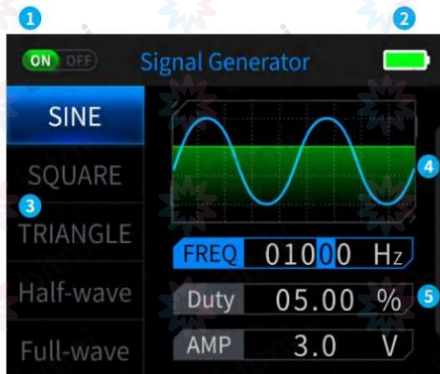 1
2
ON OFF
Signal Generator
SINE
SQUARE
3
TRIANGLE
Half-wave
Full-wave
4
FREQ 01000 Hz
Duty 05.00 %
5
AMP 3.0 V